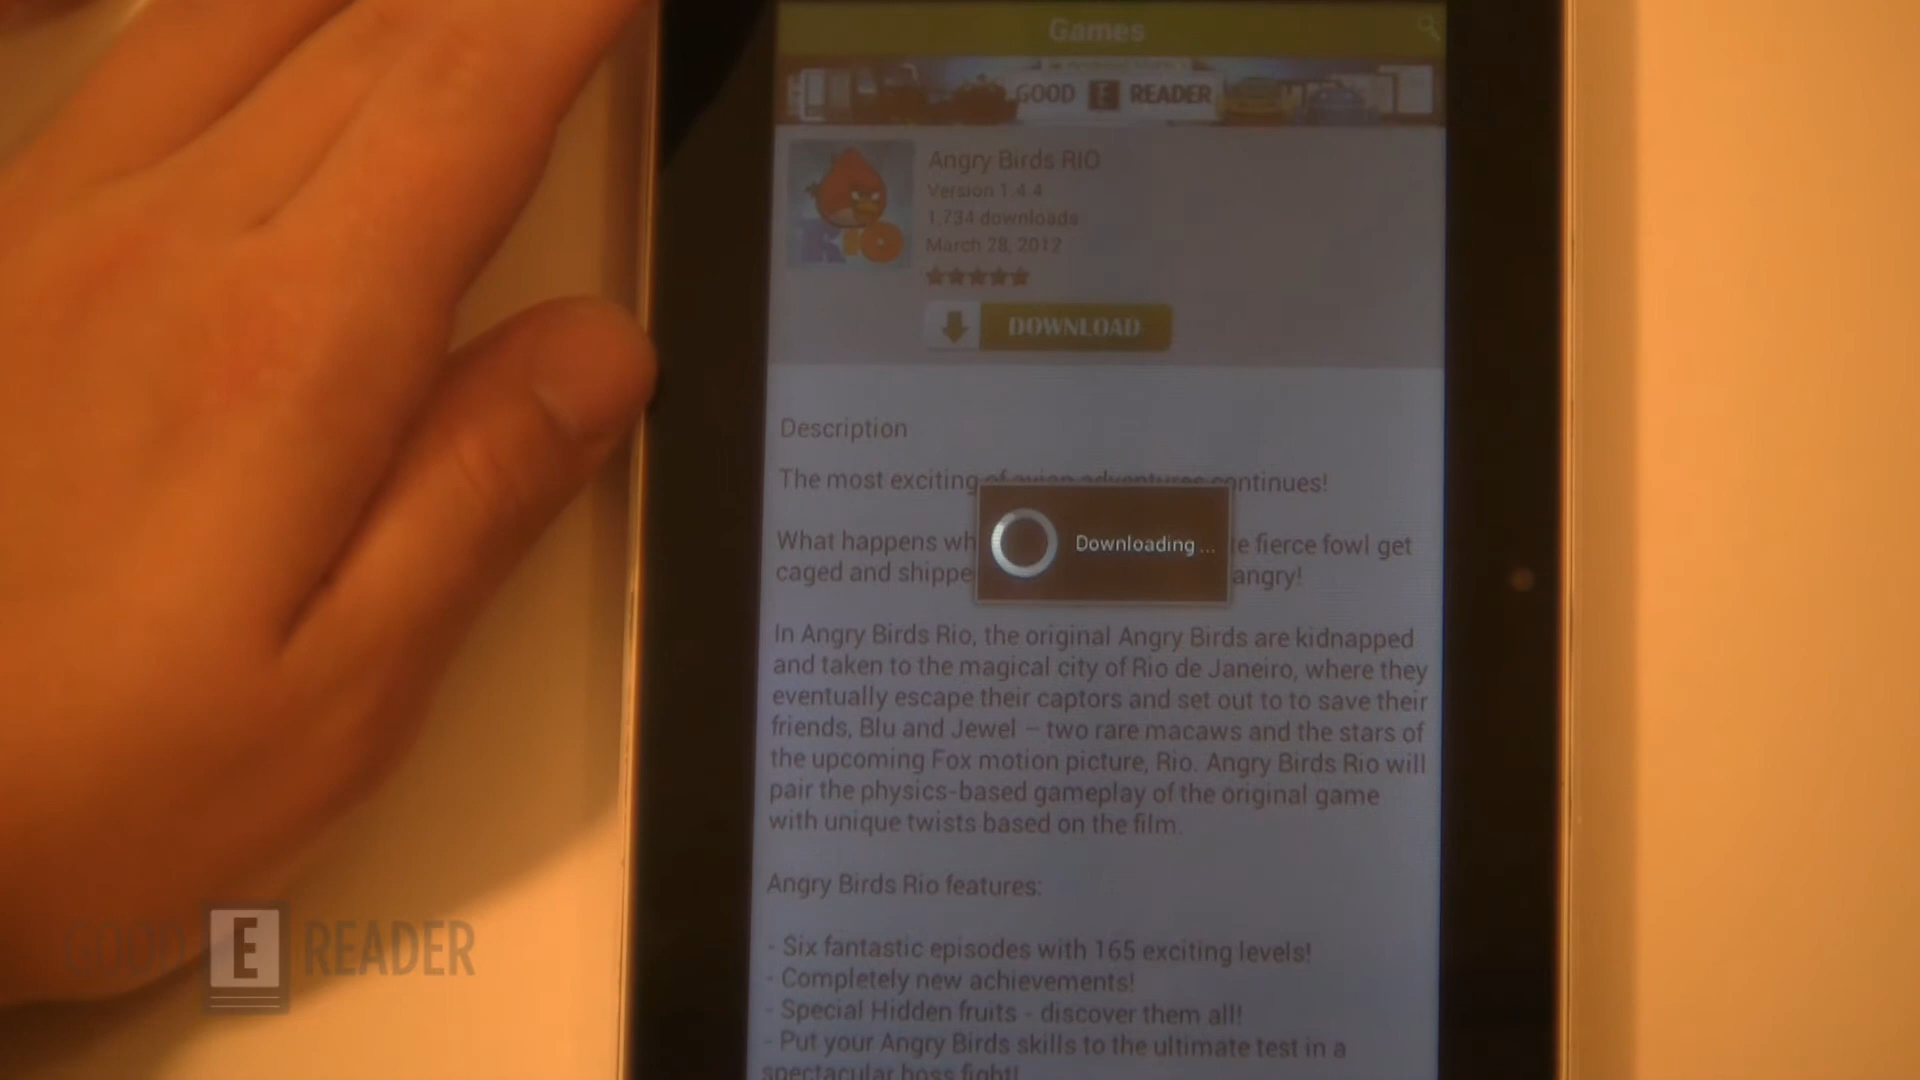 Games
GOOD E READER
Angry Birds RIO
Version 1.4.4
1,734 downloads
March 28, 2012
RIO
DOWNLOAD
Description
The most exciting of avian adventures continues!
What happens wh fierce fowl get
caged and shippe angry!
Downloading ...
In Angry Birds Rio, the original Angry Birds are kidnapped
and taken to the magical city of Rio de Janeiro, where they
eventually escape their captors and set out to to save their
friends, Blu and Jewel – two rare macaws and the stars of
the upcoming Fox motion picture, Rio. Angry Birds Rio will
pair the physics-based gameplay of the original game
with unique twists based on the film.
Angry Birds Rio features:
- Six fantastic episodes with 165 exciting levels!
- Completely new achievements!
- Special Hidden fruits - discover them all!
- Put your Angry Birds skills to the ultimate test in a
spectacular boss fight!
GOOD E READER